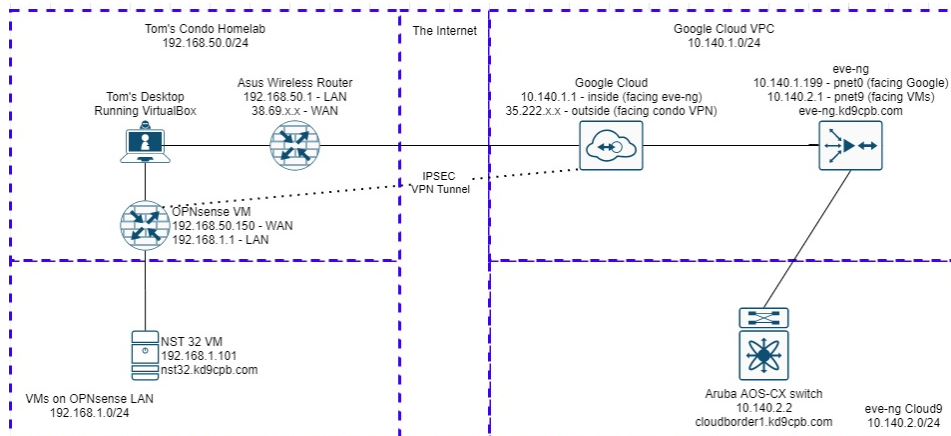 Tom's Condo Homelab
192.168.50.0/24
The Internet
Google Cloud VPC
10.140.1.0/24
Tom's Desktop
Running VirtualBox
Asus Wireless Router
192.168.50.1 - LAN
38.69.x.x - WAN
Google Cloud
10.140.1.1 - inside (facing eve-ng)
35.222.x.x - outside (facing condo VPN)
eve-ng
10.140.1.199 - pnet0 (facing Google)
10.140.2.1 - pnet9 (facing VMs)
eve-ng.kd9cpb.com
IPSEC
VPN Tunnel
OPNsense VM
192.168.50.150 - WAN
192.168.1.1 - LAN
NST 32 VM
192.168.1.101
nst32.kd9cpb.com
VMs on OPNsense LAN
192.168.1.0/24
Aruba AOS-CX switch
10.140.2.2
cloudborder1.kd9cpb.com
eve-ng Cloud9
10.140.2.0/24